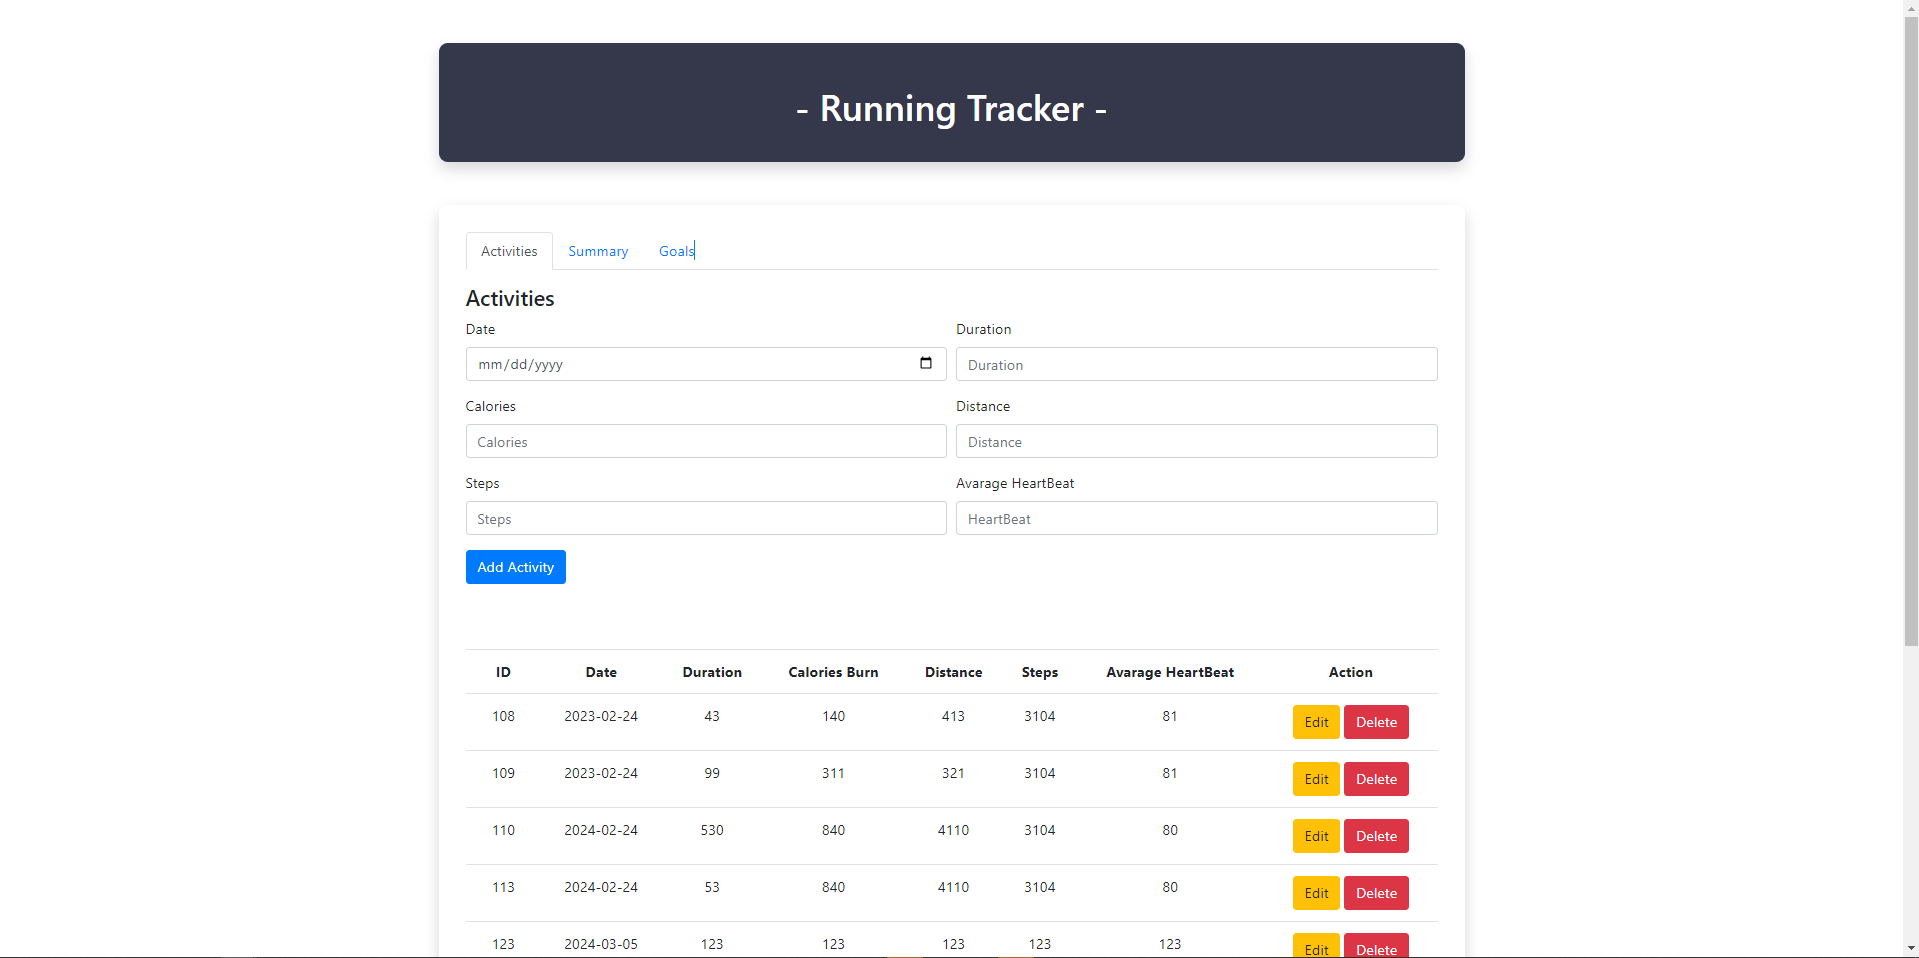 - Running Tracker -
Activities Summary Goals
Activities
Date Duration
mm/dd/yyyy Duration
Calories Distance
Calories Distance
Steps Avarage HeartBeat
Steps HeartBeat
Add Activity
ID Date Duration Calories Burn Distance Steps Avarage HeartBeat Action
108 2023-02-24 43 140 413 3104 81 Edit Delete
109 2023-02-24 99 311 321 3104 81 Edit Delete
110 2024-02-24 530 840 4110 3104 80 Edit Delete
113 2024-02-24 53 840 4110 3104 80 Edit Delete
123 2024-03-05 123 123 123 123 123 Edit Delete